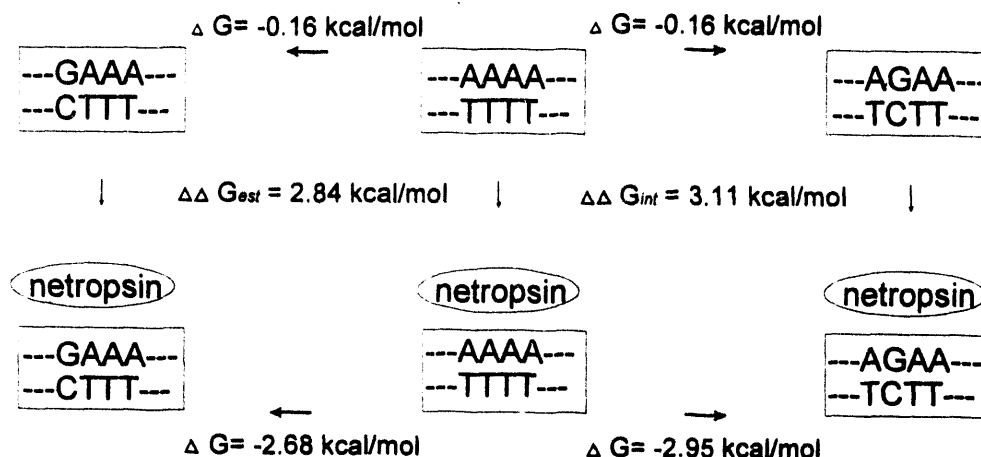 Δ G= -0.16 kcal/mol Δ G= -0.16 kcal/mol
---GAAA--- ---AAAA--- ---AGAA---
---CTTT--- ---TTTT--- ---TCTT---
ΔΔ Gest = 2.84 kcal/mol ΔΔ Gint = 3.11 kcal/mol
netropsin netropsin netropsin
---GAAA--- ---AAAA--- ---AGAA---
---CTTT--- ---TTTT--- ---TCTT---
Δ G= -2.68 kcal/mol Δ G= -2.95 kcal/mol